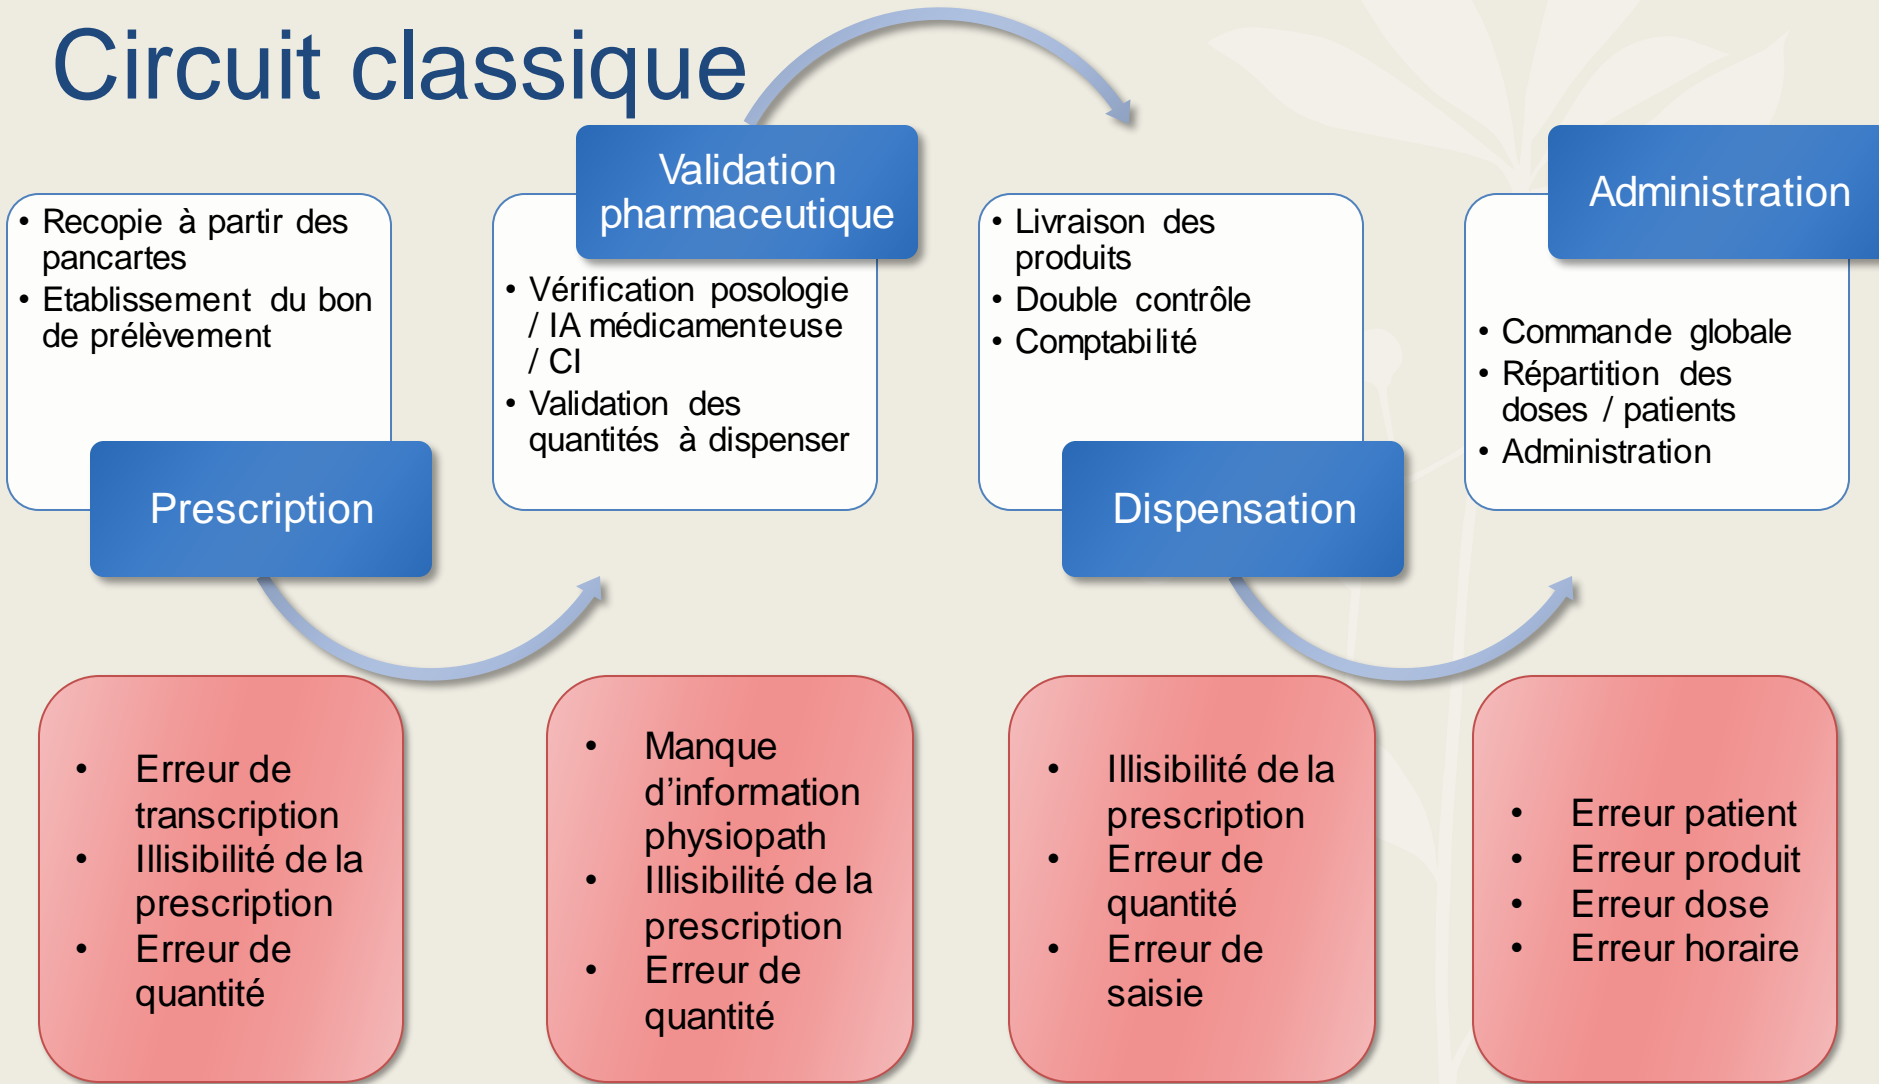 Circuit classique
• Recopie à partir des
pancartes
• Etablissement du bon
de prélèvement
Prescription
Validation
pharmaceutique
• Vérification posologie
/ IA médicamenteuse
/ CI
• Validation des
quantités à dispenser
• Livraison des
produits
• Double contrôle
• Comptabilité
Dispensation
Administration
• Commande globale
• Répartition des
doses / patients
• Administration
• Erreur de
transcription
• Illisibilité de la
prescription
• Erreur de
quantité
• Manque
d’information
physiopath
• Illisibilité de la
prescription
• Erreur de
quantité
• Illisibilité de la
prescription
• Erreur de
quantité
• Erreur de
saisie
• Erreur patient
• Erreur produit
• Erreur dose
• Erreur horaire